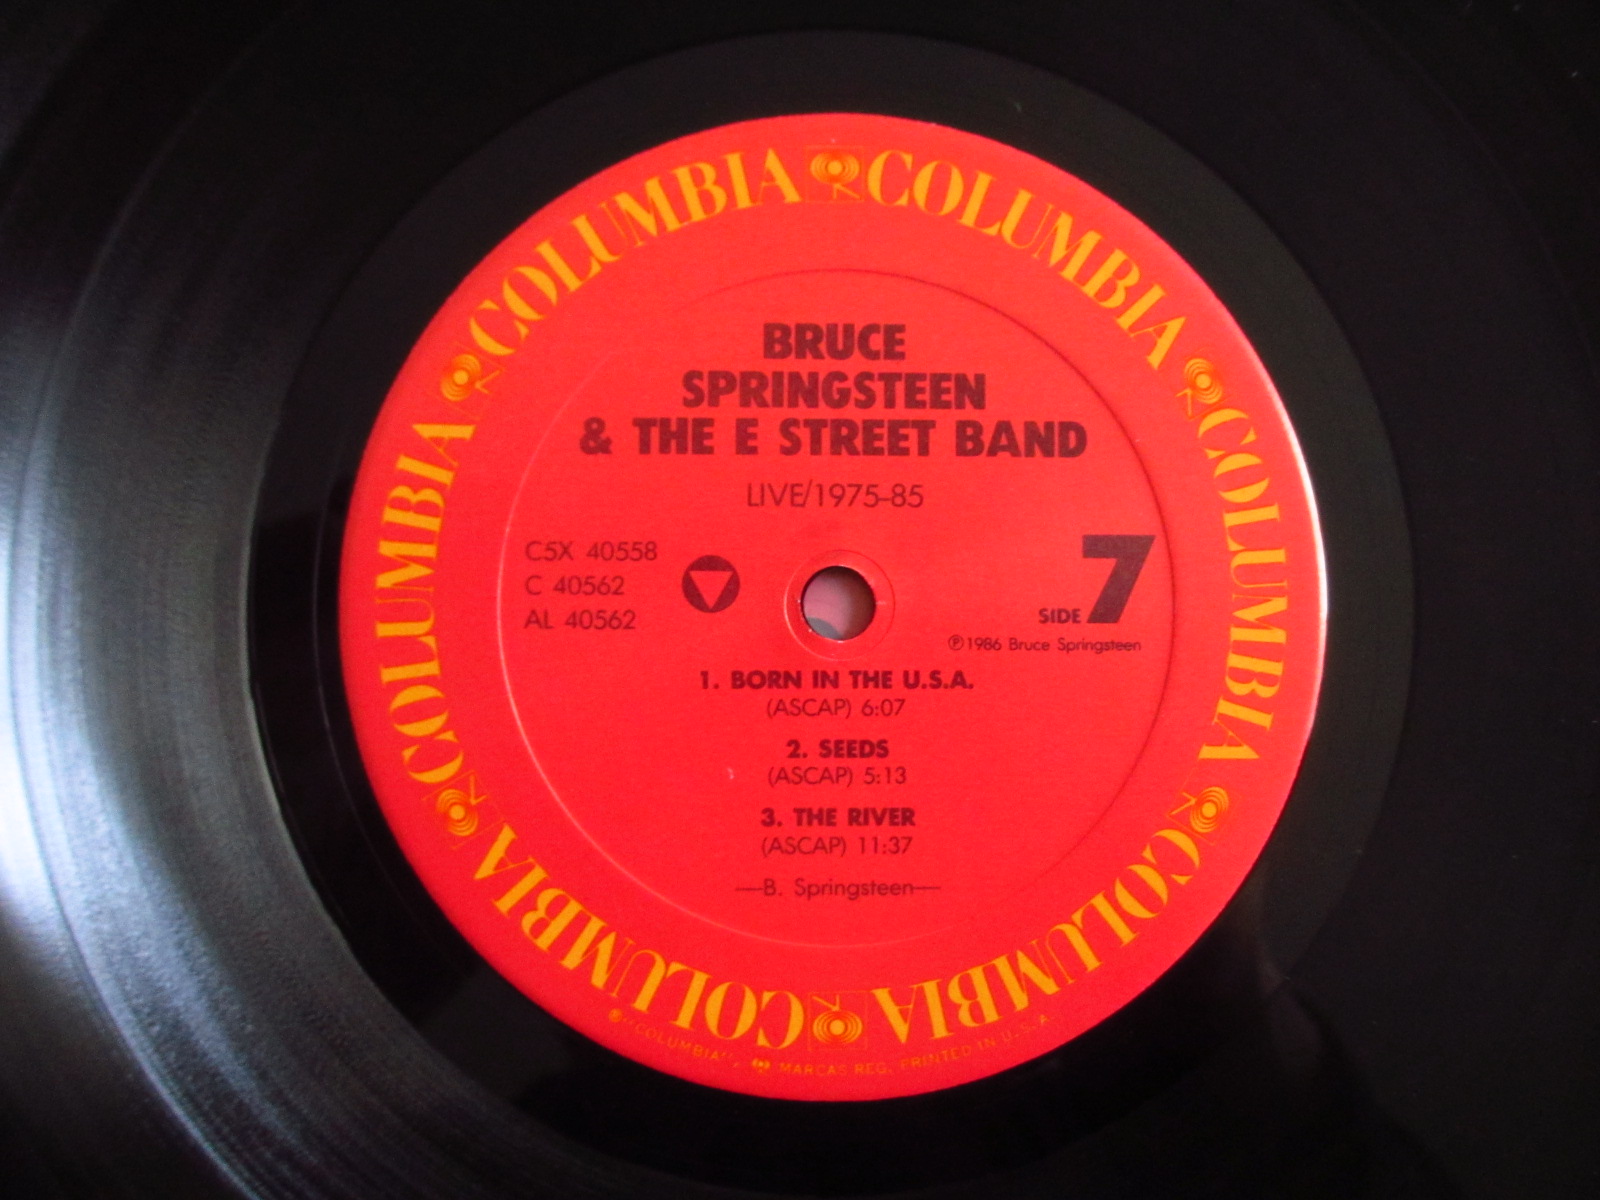 COLUMBIA COLUMBIA COLUMBIA COLUMBIA COLUMBIA COLUMBIA
BRUCE
SPRINGSTEEN
& THE E STREET BAND
LIVE/1975-85
C5X 40558
C 40562
AL 40562
SIDE 7
℗1986 Bruce Springsteen
1. BORN IN THE U.S.A.
(ASCAP) 6:07
2. SEEDS
(ASCAP) 5:13
3. THE RIVER
(ASCAP) 11:37
—B. Springsteen—
"COLUMBIA", MARCAS REG. PRINTED IN U.S.A.